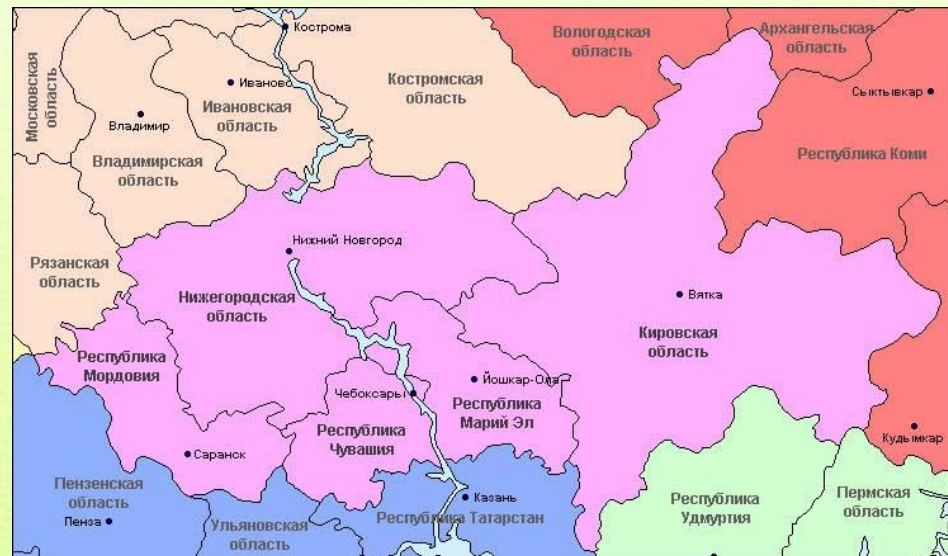 Кострома
Вологодская
область
Архангельская
область
Московская
область
Иваново
Ивановская
область
Костромская
область
Сыктывкар
Владимир
Владимирская
область
Республика Коми
Нижний Новгород
Рязанская
область
Нижегородская
область
Вятка
Кировская
область
Республика
Мордовия
Йошкар-Ола
Чебоксары
Республика
Марий Эл
Республика
Чувашия
Кудымкар
Саранск
Пензенская
область
Пенза
Казань
Республика Татарстан
Ульяновская
область
Республика
Удмуртия
Пермская
область